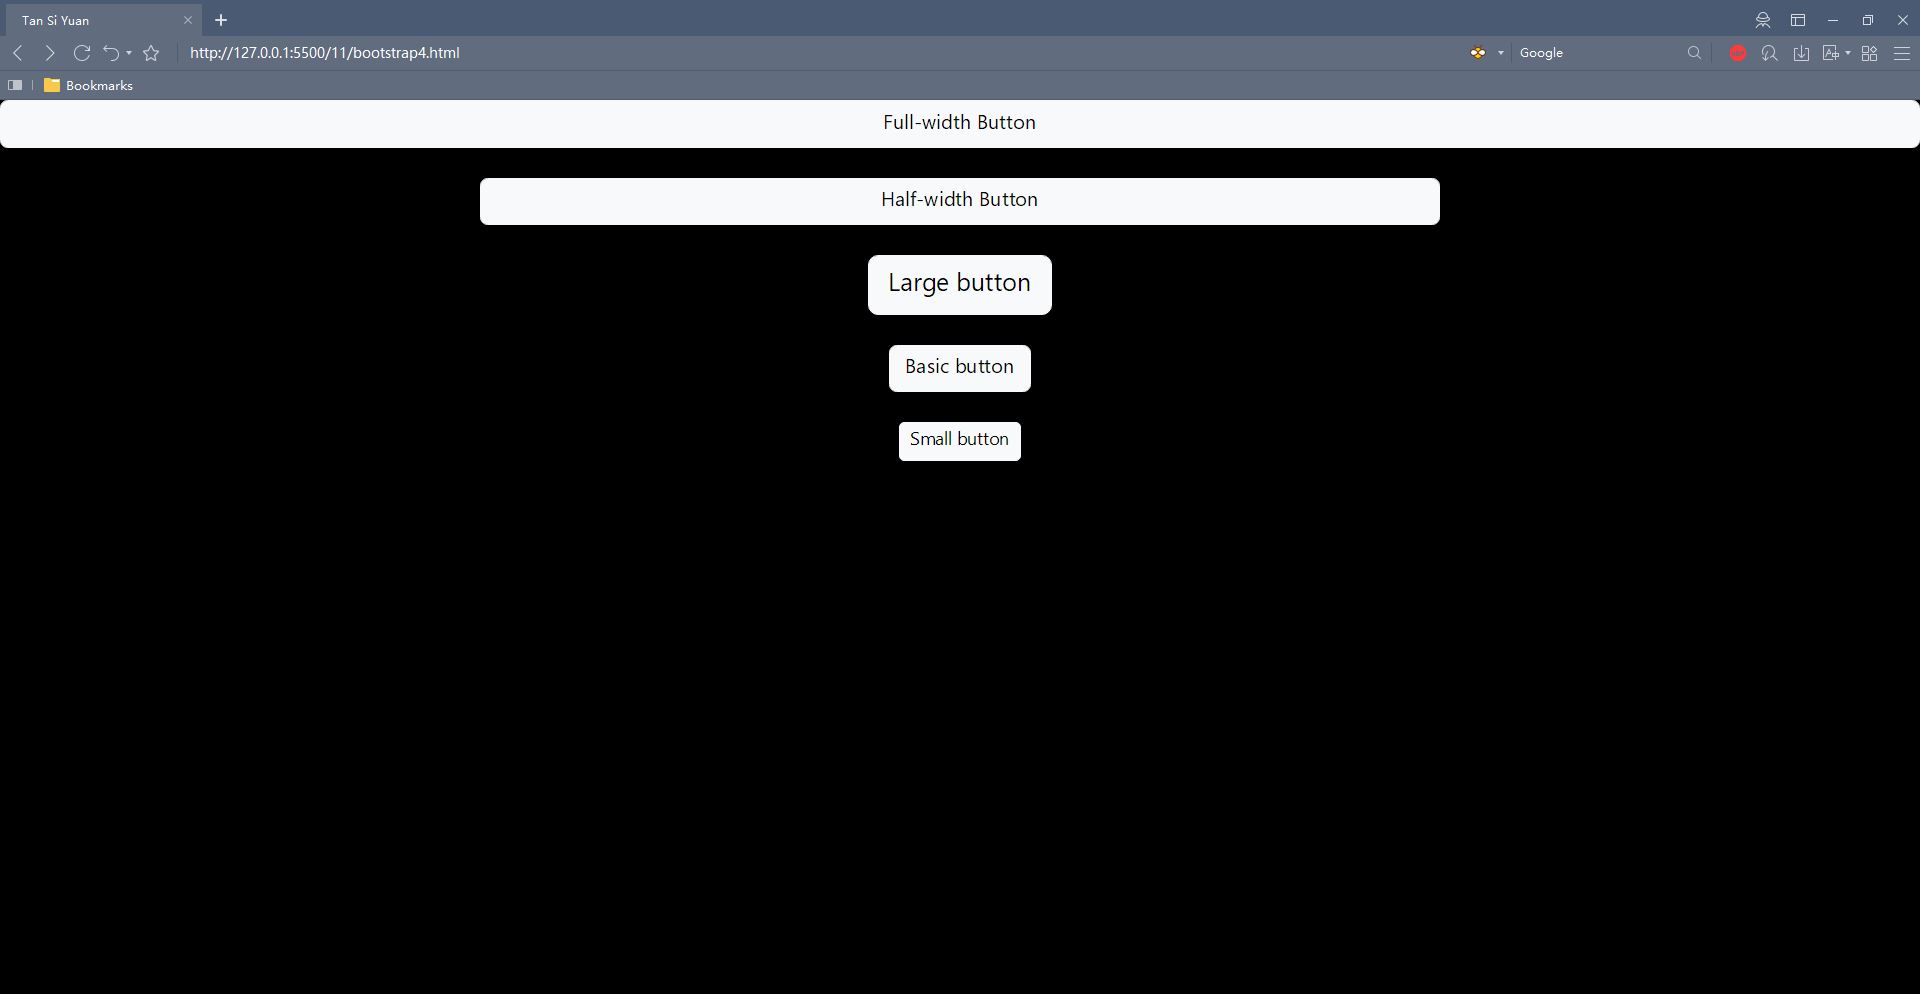 Tan Si Yuan
http://127.0.0.1:5500/11/bootstrap4.html
Google
Bookmarks
Full-width Button
Half-width Button
Large button
Basic button
Small button